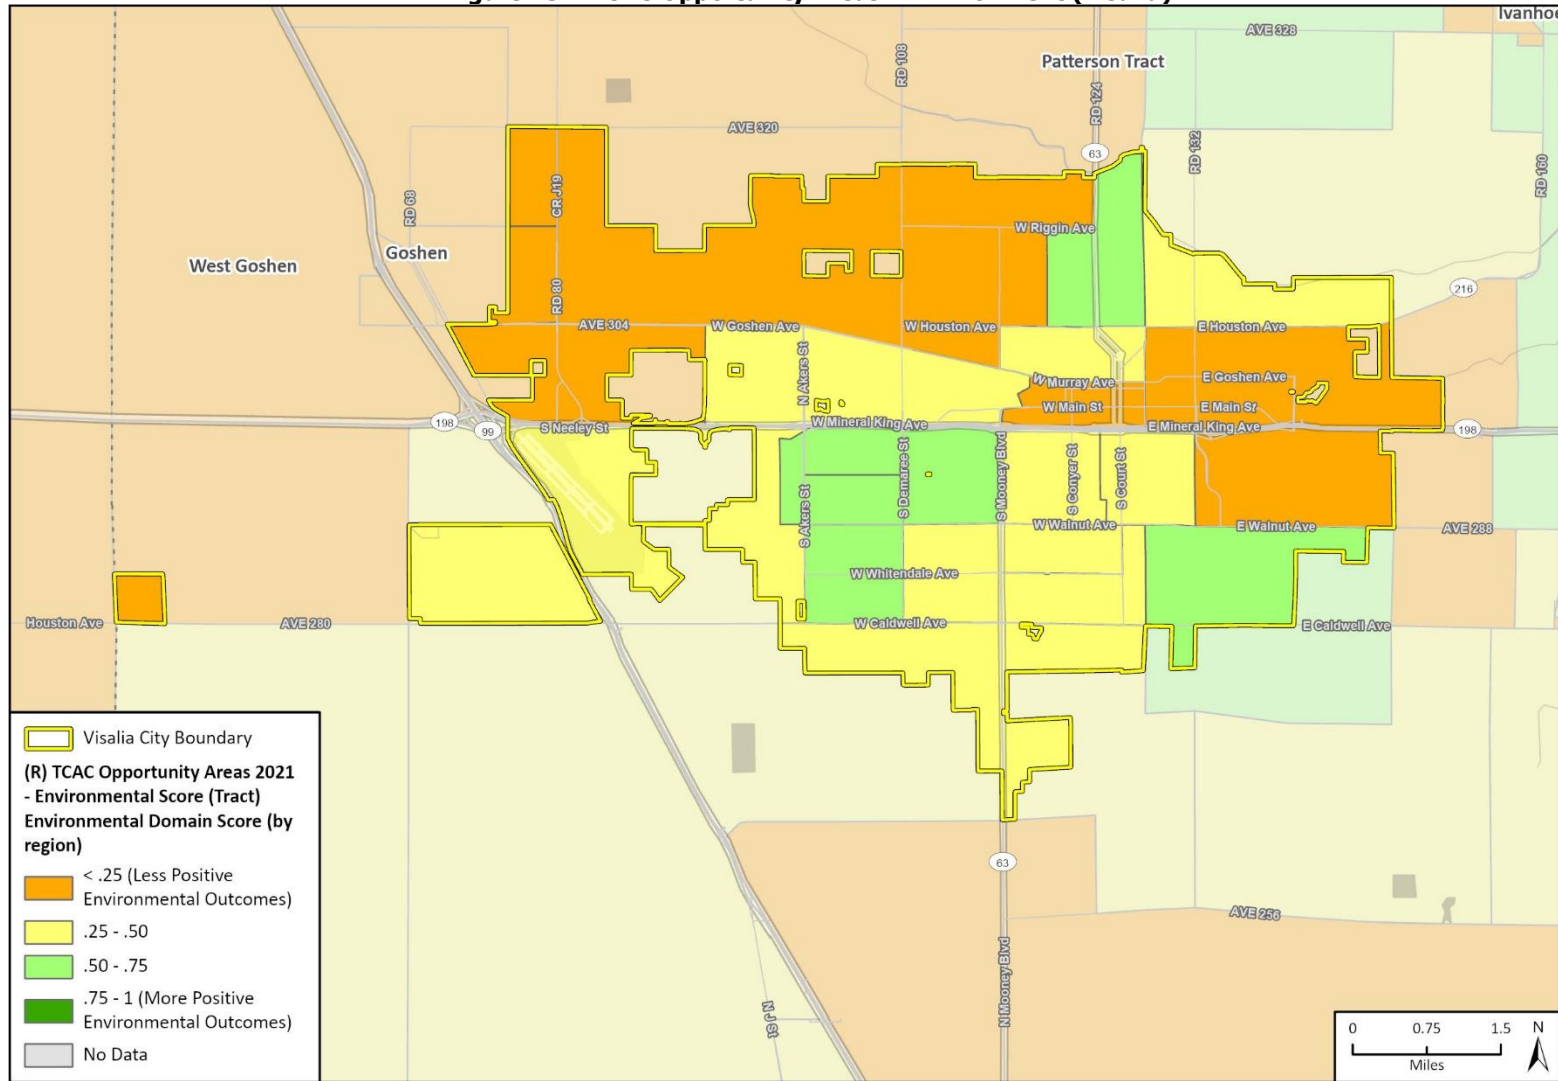 Ivanhoe
AVE 328
Patterson Tract
RD 108
RD 124
AVE 320
63
RD 132
RD 160
CR J19
RD 68
W Riggin Ave
Goshen
West Goshen
216
RD 80
AVE 304
W Goshen Ave
W Houston Ave
E Houston Ave
N Akers St
W Murray Ave
E Goshen Ave
W Main St
E Main St
198
99
S Neeley St
W Mineral King Ave
E Mineral King Ave
198
S Akers St
S Demaree St
S Mooney Blvd
S Conyer St
S Court St
W Walnut Ave
E Walnut Ave
AVE 288
W Whitendale Ave
Houston Ave
AVE 280
W Caldwell Ave
E Caldwell Ave
63
AVE 256
N Mooney Blvd
N J St
Visalia City Boundary
(R) TCAC Opportunity Areas 2021
- Environmental Score (Tract)
Environmental Domain Score (by
region)
< .25 (Less Positive
Environmental Outcomes)
.25 - .50
.50 - .75
.75 - 1 (More Positive
Environmental Outcomes)
No Data
0 0.75 1.5
Miles
N